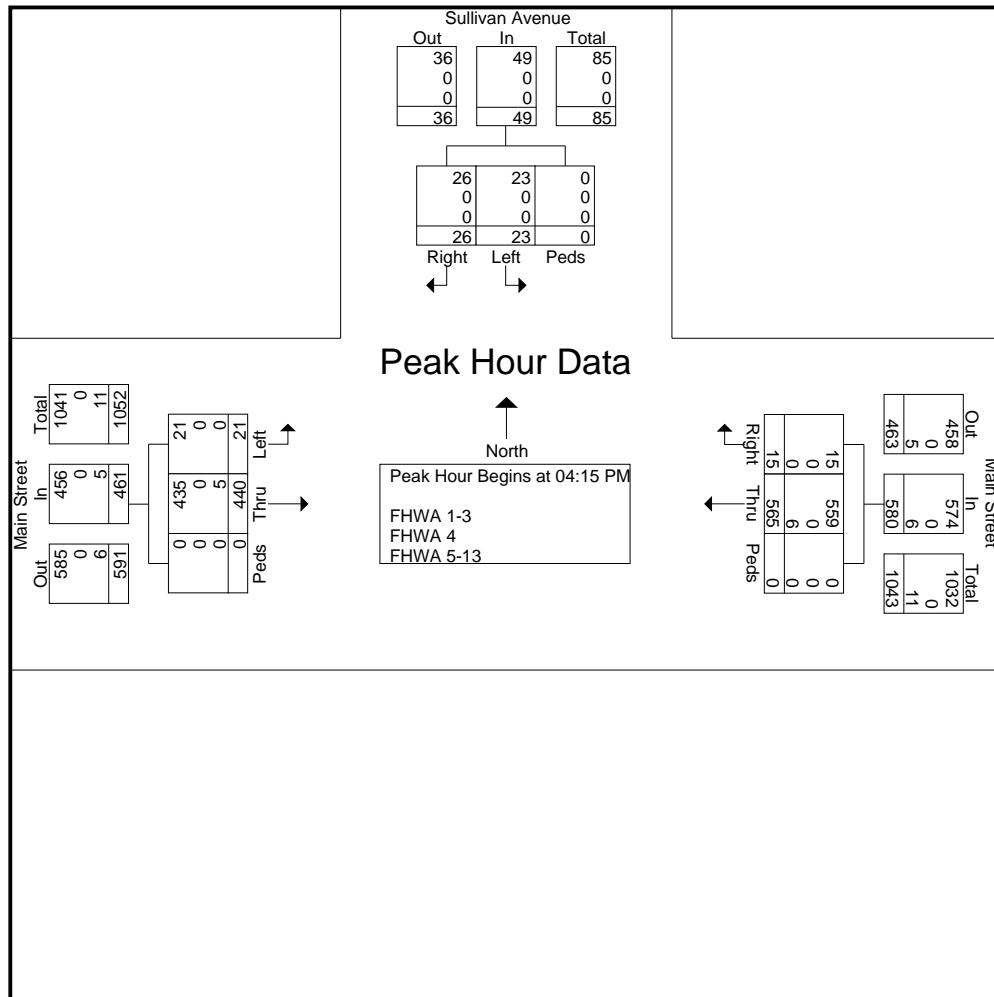 Sullivan Avenue
Out In Total
36 49 85
0 0 0
0 0 0
36 49 85
26 23 0
0 0 0
0 0 0
26 23 0
Right Left Peds
Peak Hour Data
North
Peak Hour Begins at 04:15 PM
FHWA 1-3
FHWA 4
FHWA 5-13
Main Street
Out In Total
585 456 1041
0 0 0
6 5 11
591 461 1052
Peds Thru Left
0 435 21
0 0 0
0 5 0
0 440 21
Main Street
Out In Total
458 574 1032
0 0 0
5 6 11
463 580 1043
15 559 0
0 0 0
0 6 0
15 565 0
Right Thru Peds